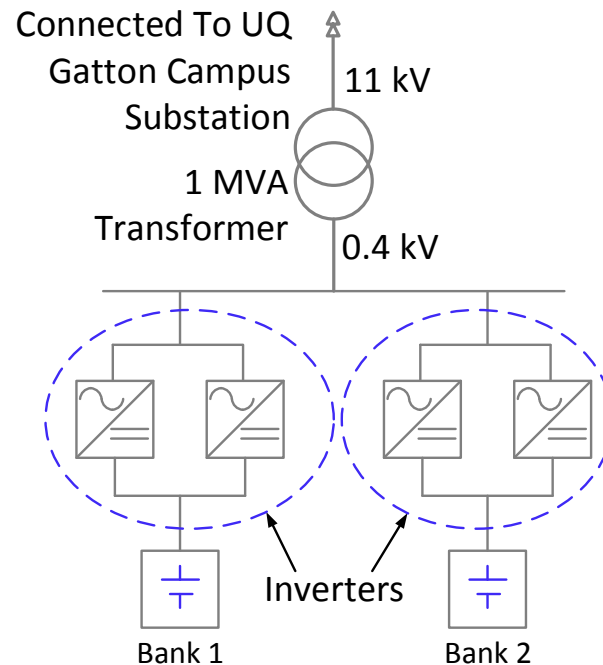 Connected To UQ
Gatton Campus
Substation
11 kV
1 MVA
Transformer
0.4 kV
Inverters
Bank 1
Bank 2